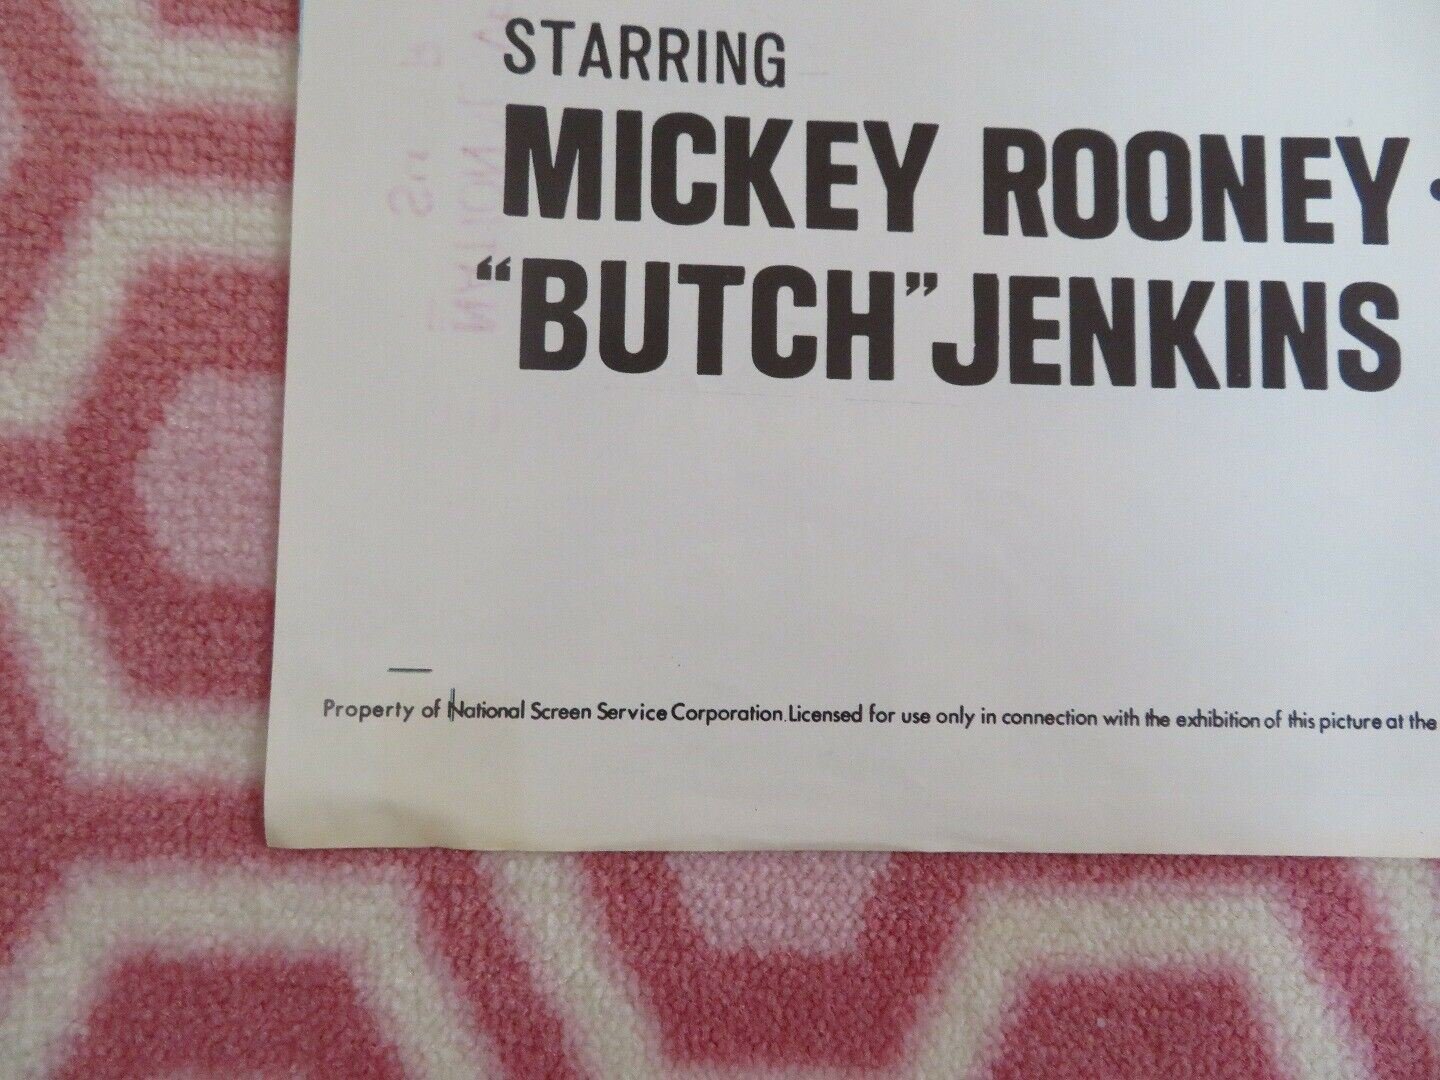 STARRING
MICKEY ROONEY •
“BUTCH” JENKINS
Property of National Screen Service Corporation. Licensed for use only in connection with the exhibition of this picture at the